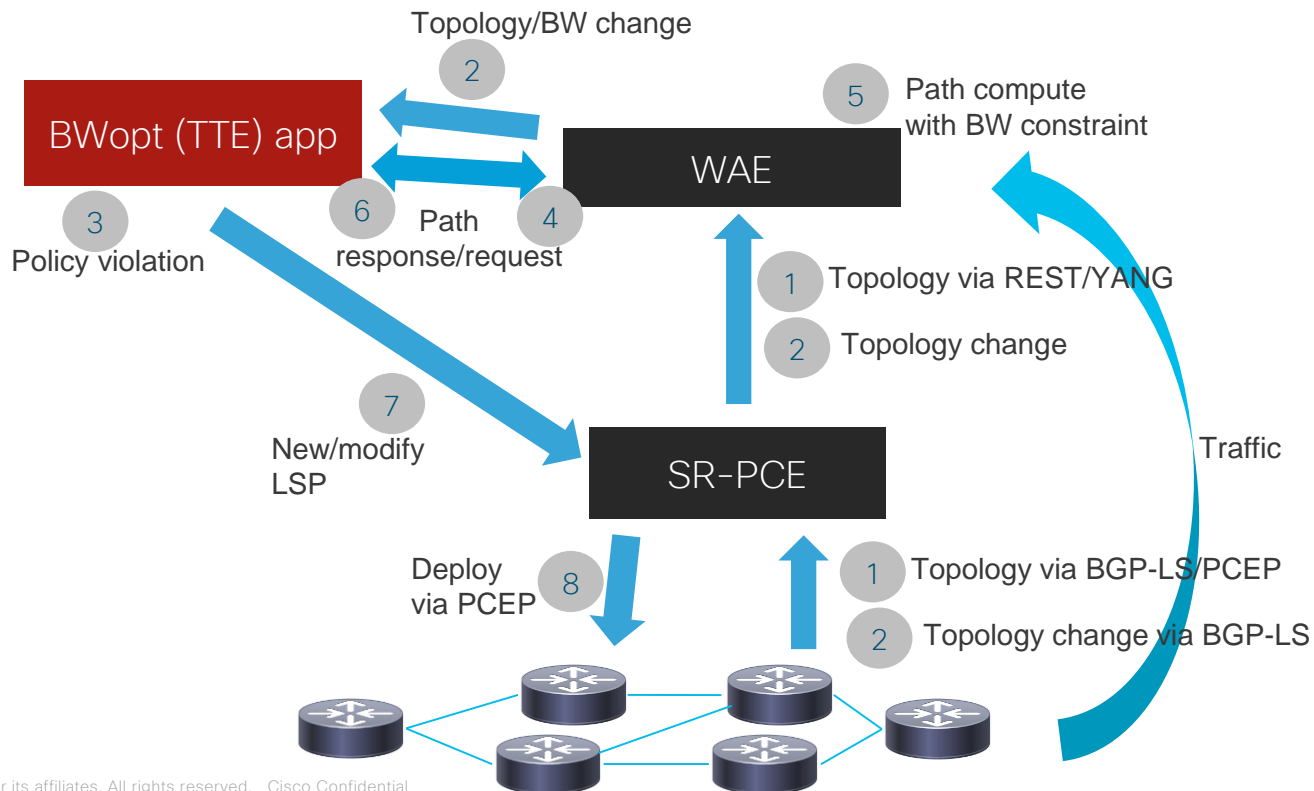 Topology/BW change
2
5
Path compute
with BW constraint
BWopt (TTE) app
WAE
3
Policy violation
6
4
Path
response/request
1
Topology via REST/YANG
2
Topology change
7
New/modify
LSP
SR-PCE
Traffic
Deploy
via PCEP
8
1
Topology via BGP-LS/PCEP
2
Topology change via BGP-LS
r its affiliates. All rights reserved. Cisco Confidential